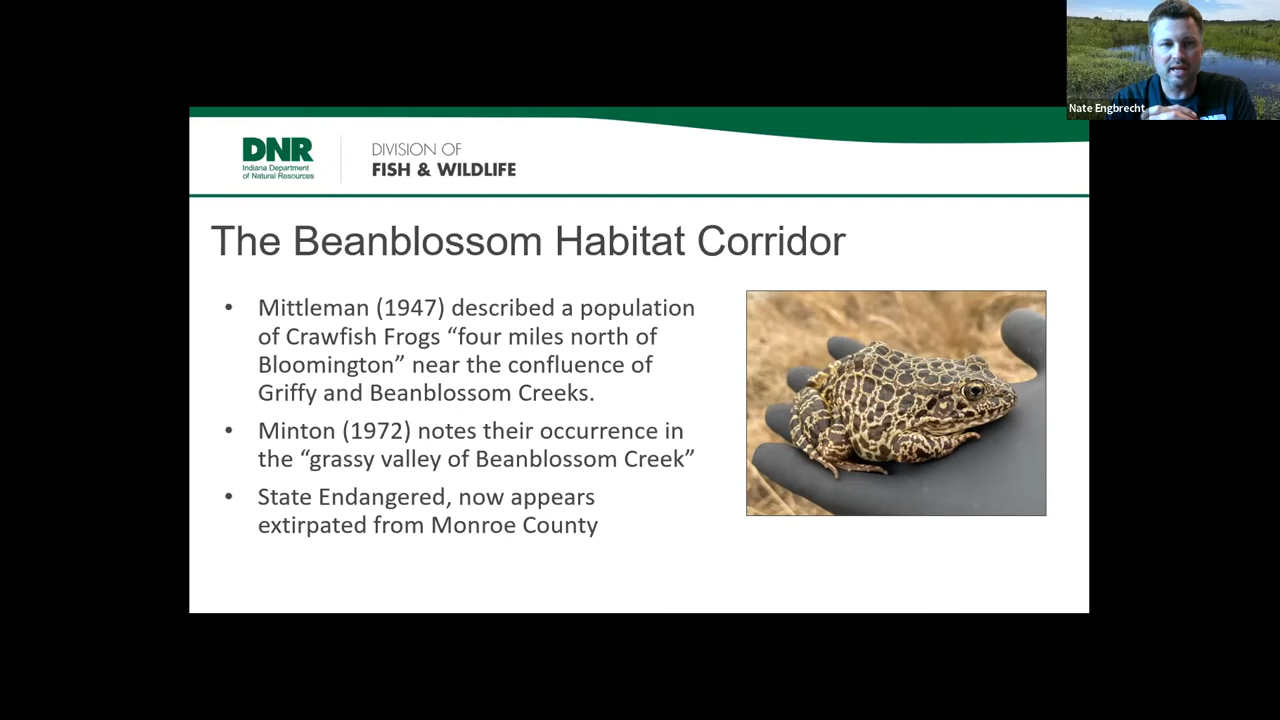 Nate Engbrecht
DNR
Indiana Department
of Natural Resources
DIVISION OF
FISH & WILDLIFE
The Beanblossom Habitat Corridor
• Mittleman (1947) described a population
of Crawfish Frogs “four miles north of
Bloomington” near the confluence of
Griffy and Beanblossom Creeks.
• Minton (1972) notes their occurrence in
the “grassy valley of Beanblossom Creek”
• State Endangered, now appears
extirpated from Monroe County